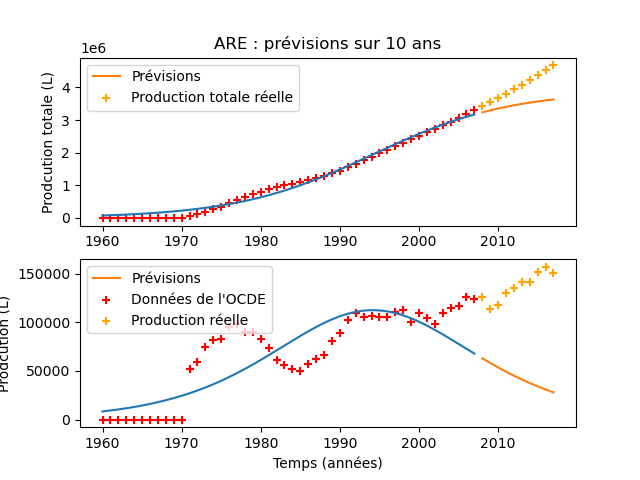 ARE : prévisions sur 10 ans
1e6
Prodcution totale (L)
4
3
2
1
0
Prévisions
Production totale réelle
1960 1970 1980 1990 2000 2010
Prodcution (L)
150000
100000
50000
0
Prévisions
Données de l'OCDE
Production réelle
1960 1970 1980 1990 2000 2010
Temps (années)